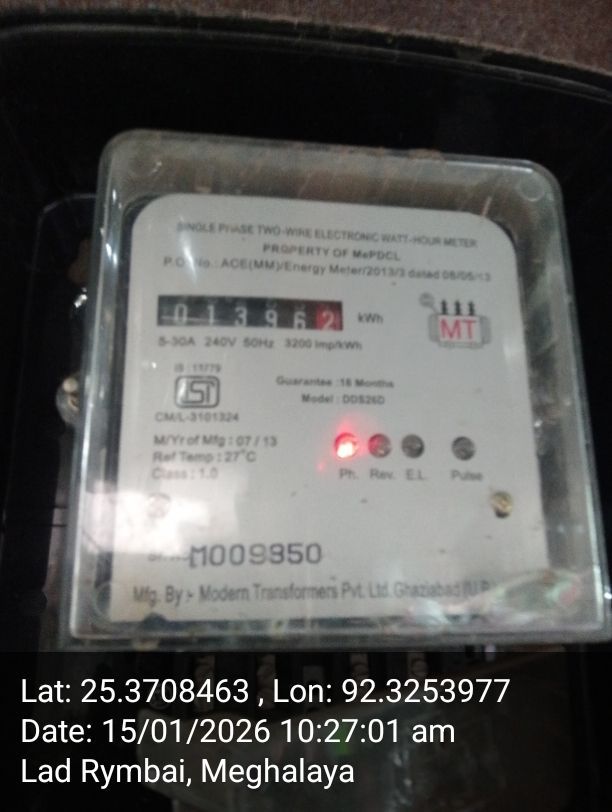 SINGLE PHASE TWO-WIRE ELECTRONIC WATT-HOUR METER
PROPERTY OF MePDCL
P.O. No.: ACE(MM)/Energy Meter/2013/3 dated 08/05/13
013962 kWh
5-30A 240V 50Hz 3200 Imp/kWh
MT
IS : 13779
ISI
CM/L-3101324
Guarantee :18 Months
Model : DDS26D
M/Yr of Mfg : 07 / 13
Ref Temp : 27°C
Class : 1.0
Ph. Rev. E.L. Pulse
M009350
Mfg. By :- Modern Transformers Pvt. Ltd. Ghaziabad (U.P.)
Lat: 25.3708463 , Lon: 92.3253977
Date: 15/01/2026 10:27:01 am
Lad Rymbai, Meghalaya